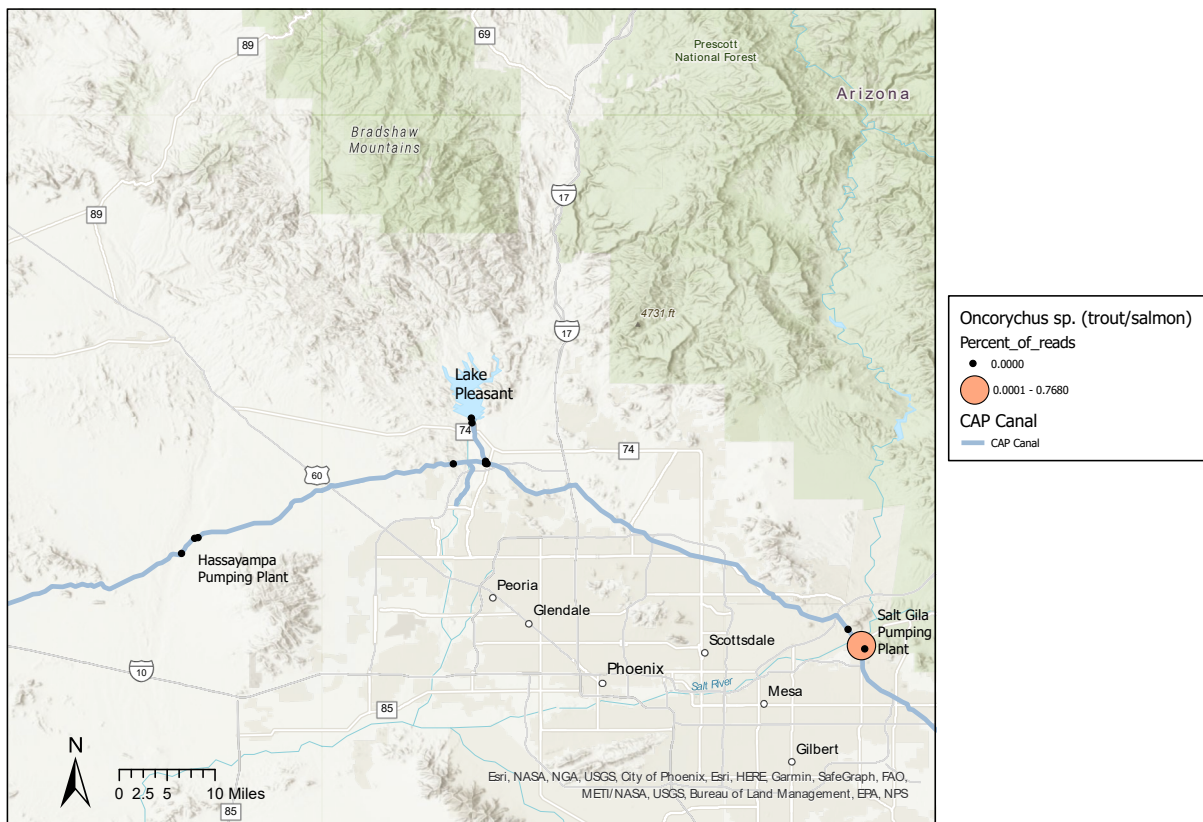 89
69
Prescott
National Forest
Arizona
Bradshaw
Mountains
17
89
4731 ft
17
Lake
Pleasant
74
74
60
Hassayampa
Pumping Plant
Peoria
Glendale
Salt Gila
Pumping
Plant
Scottsdale
Phoenix
10
Salt River
Mesa
85
Gilbert
N
0 2.5 5 10 Miles
85
Esri, NASA, NGA, USGS, City of Phoenix, Esri, HERE, Garmin, SafeGraph, FAO,
METI/NASA, USGS, Bureau of Land Management, EPA, NPS
Oncorychus sp. (trout/salmon)
Percent_of_reads
0.0000
0.0001 - 0.7680
CAP Canal
CAP Canal